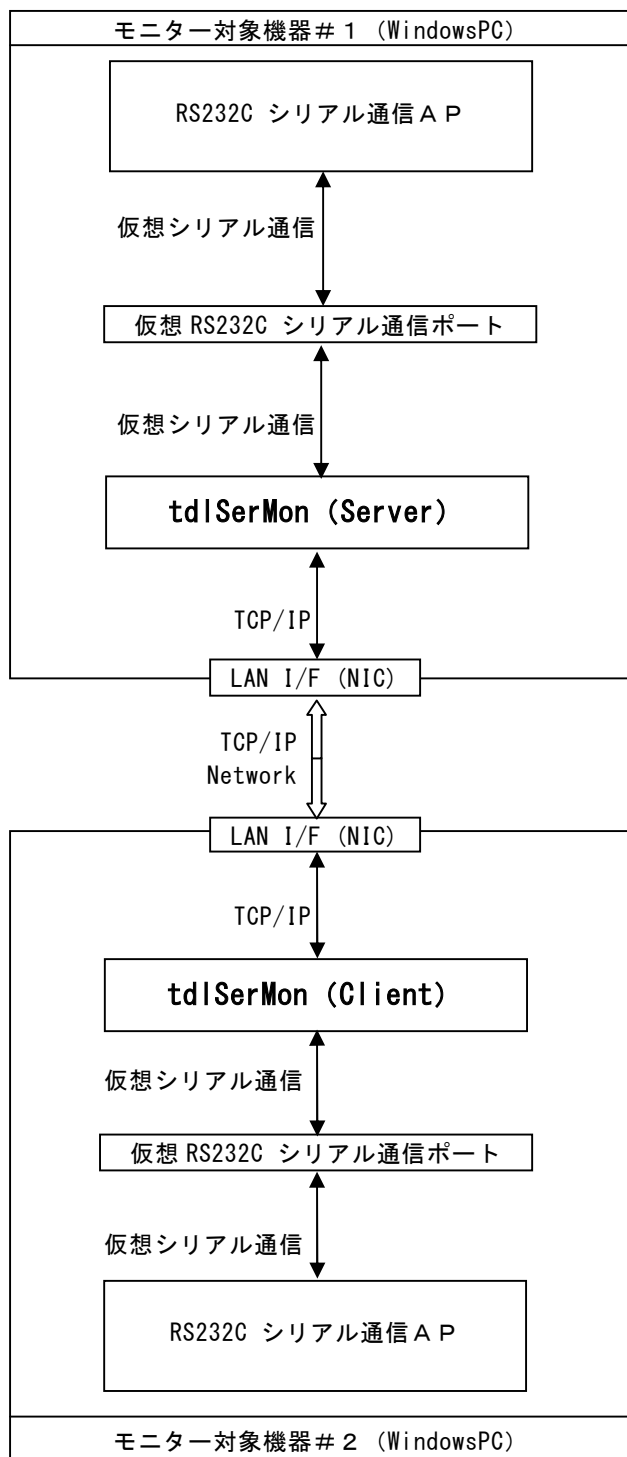 モニター対象機器＃１ (WindowsPC)
RS232C シリアル通信ＡＰ
仮想シリアル通信
仮想 RS232C シリアル通信ポート
仮想シリアル通信
tdlSerMon (Server)
TCP/IP
LAN I/F (NIC)
TCP/IP
Network
LAN I/F (NIC)
TCP/IP
tdlSerMon (Client)
仮想シリアル通信
仮想 RS232C シリアル通信ポート
仮想シリアル通信
RS232C シリアル通信ＡＰ
モニター対象機器＃２ (WindowsPC)